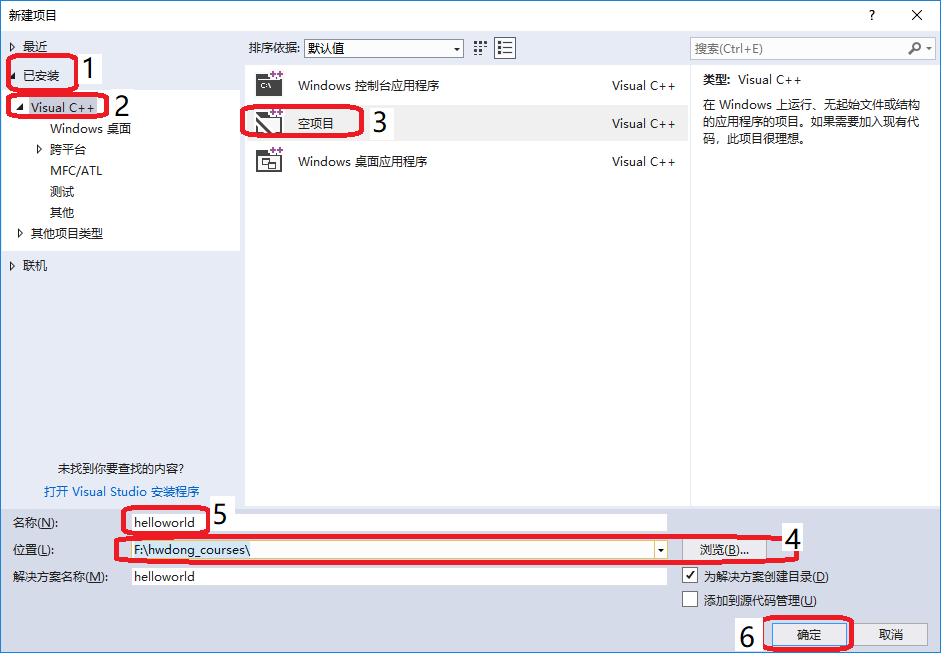 新建项目
?
最近
排序依据: 默认值
搜索(Ctrl+E)
已安装
1
Visual C++
2
Windows 桌面
跨平台
MFC/ATL
测试
其他
其他项目类型
联机
Windows 控制台应用程序 Visual C++
空项目 3 Visual C++
Windows 桌面应用程序 Visual C++
类型: Visual C++
在 Windows 上运行、无起始文件或结构
的应用程序的项目。如果需要加入现有代
码，此项目很理想。
未找到你要查找的内容?
打开 Visual Studio 安装程序
名称(N): helloworld 5
位置(L): F:\hwdong_courses\ 浏览(B)... 4
解决方案名称(M): helloworld
为解决方案创建目录(D)
添加到源代码管理(U)
6 确定 取消